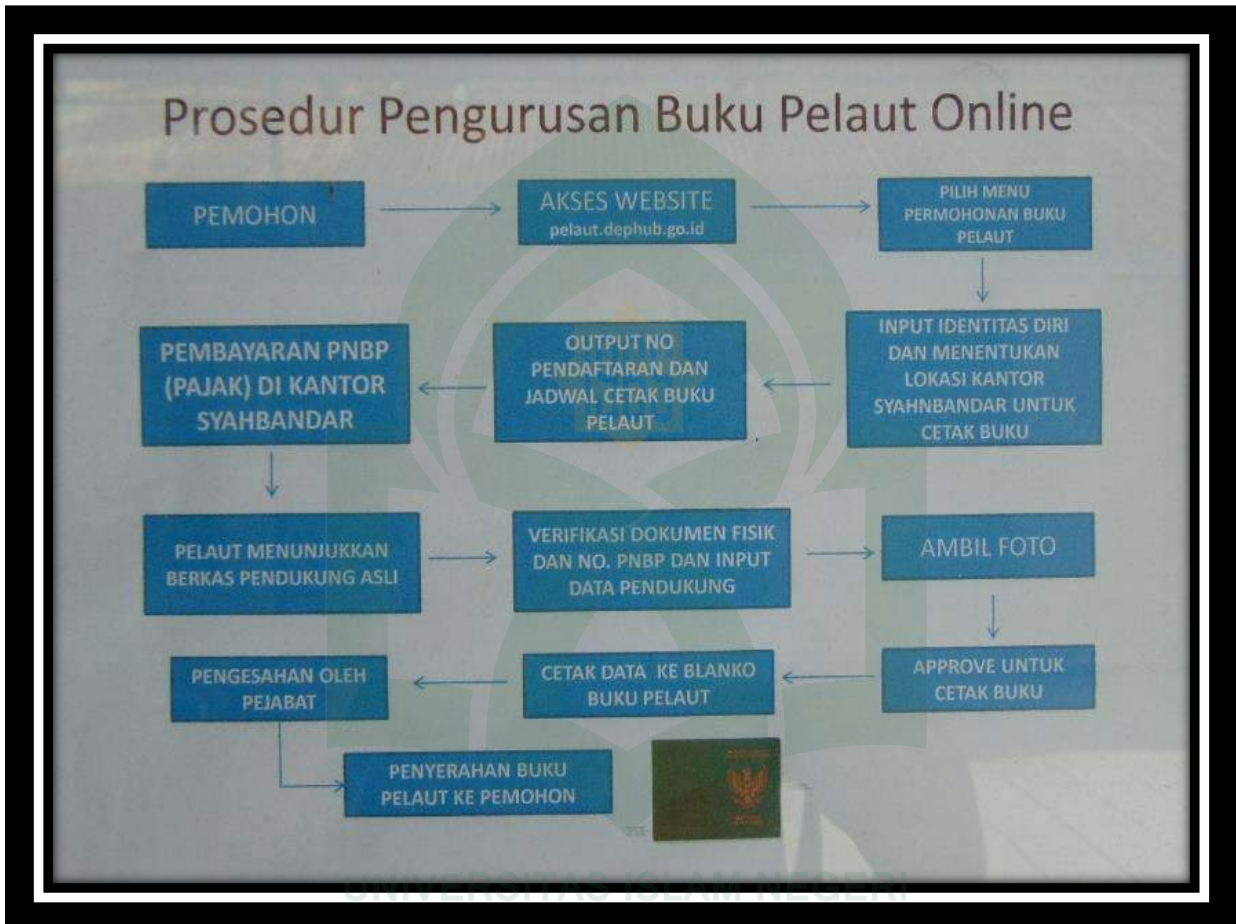 Prosedur Pengurusan Buku Pelaut Online
PEMOHON
AKSES WEBSITE
pelaut.dephub.go.id
PILIH MENU
PERMOHONAN BUKU
PELAUT
INPUT IDENTITAS DIRI
DAN MENENTUKAN
LOKASI KANTOR
SYAHNBANDAR UNTUK
CETAK BUKU
OUTPUT NO
PENDAFTARAN DAN
JADWAL CETAK BUKU
PELAUT
PEMBAYARAN PNBP
(PAJAK) DI KANTOR
SYAHBANDAR
PELAUT MENUNJUKKAN
BERKAS PENDUKUNG ASLI
VERIFIKASI DOKUMEN FISIK
DAN NO. PNBP DAN INPUT
DATA PENDUKUNG
AMBIL FOTO
APPROVE UNTUK
CETAK BUKU
CETAK DATA KE BLANKO
BUKU PELAUT
PENGESAHAN OLEH
PEJABAT
PENYERAHAN BUKU
PELAUT KE PEMOHON
UNIVERSITAS ISLAM NEGERI